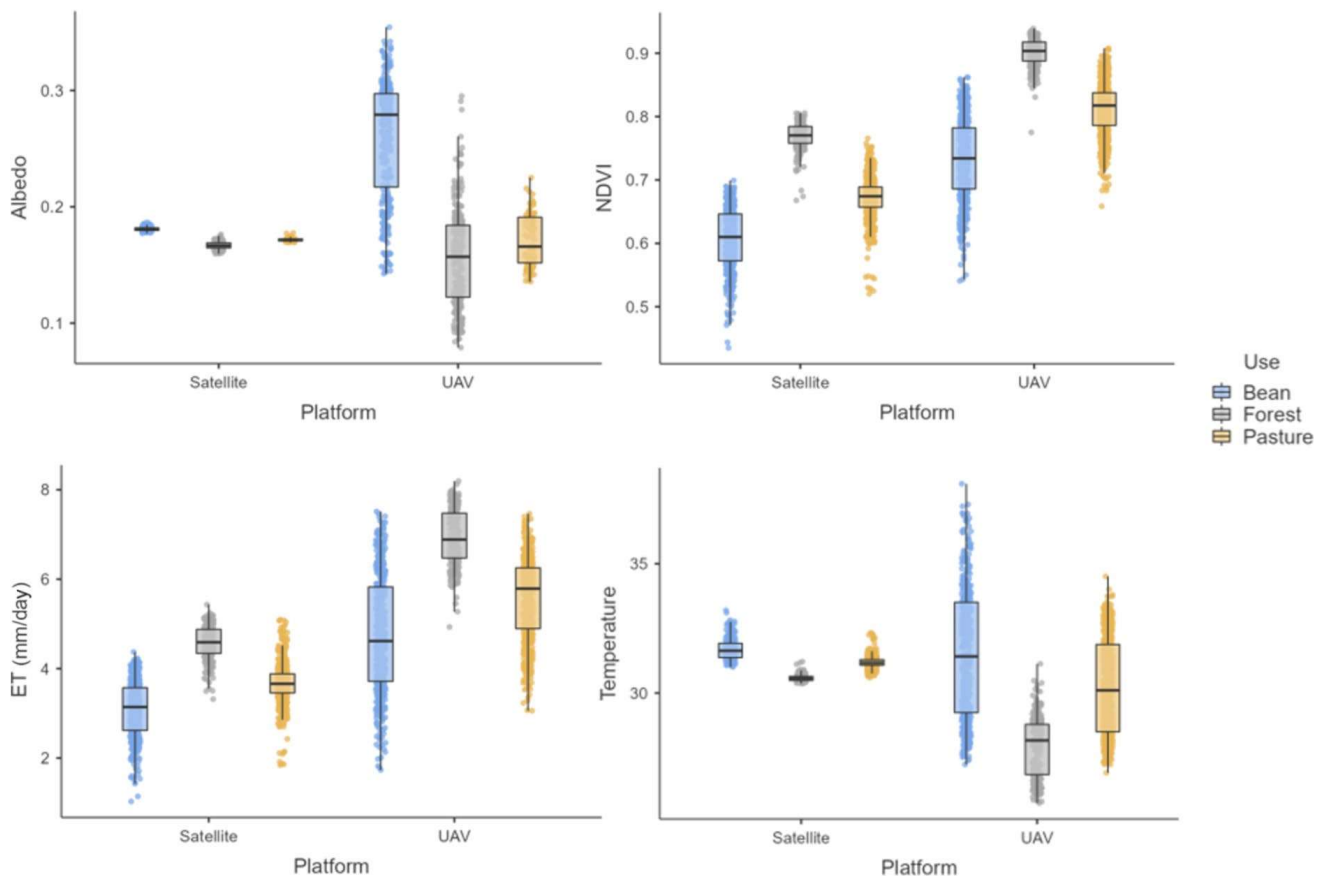 Albedo
0.3
0.2
0.1
Satellite
UAV
Platform
NDVI
0.9
0.8
0.7
0.6
0.5
Satellite
UAV
Platform
Use
Bean
Forest
Pasture
ET (mm/day)
8
6
4
2
Satellite
UAV
Platform
Temperature
35
30
Satellite
UAV
Platform